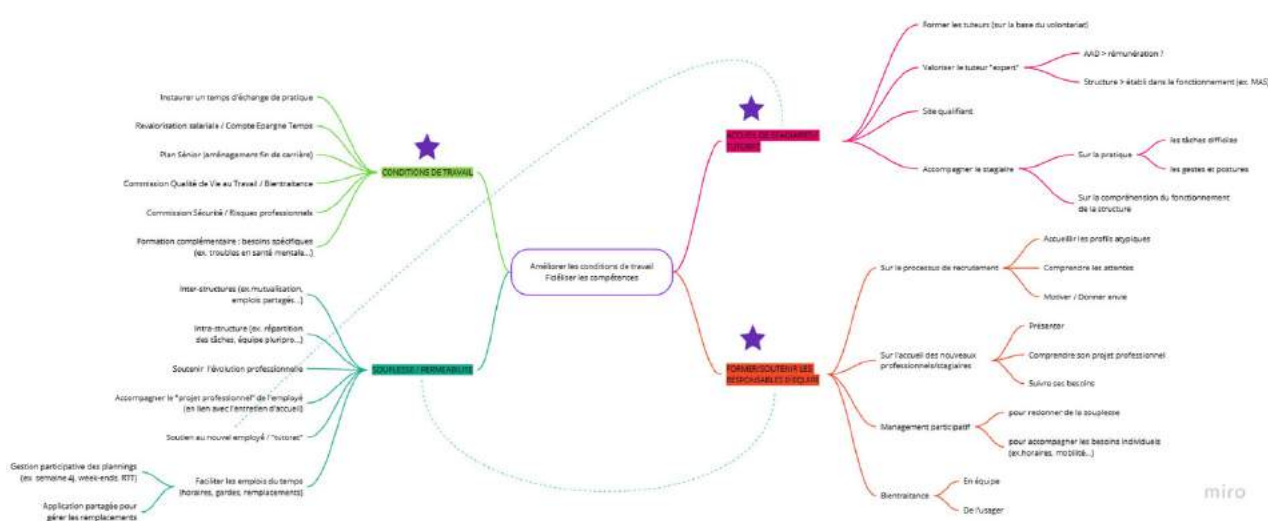 Améliorer les conditions de travail
Fidéliser les compétences
CONDITIONS DE TRAVAIL
Instaurer un temps d'échange de pratique
Revalorisation salariale / Compte Epargne Temps
Plan Sénior (aménagement fin de carrière)
Commission Qualité de Vie au Travail / Bientraitance
Commission Sécurité / Risques professionnels
Formation complémentaire : besoins spécifiques
(ex. troubles en santé mentale...)
SOUPLESSE / PERMEABILITE
Inter-structures (ex.mutualisation,
emplois partagés...)
Intra-structure (ex. répartition
des tâches, équipe pluripro...)
Soutenir l'évolution professionnelle
Accompagner le "projet professionnel" de l'employé
(en lien avec l'entretien d'accueil)
Soutien au nouvel employé / "tutorat"
Faciliter les emplois du temps
(horaires, gardes, remplacements)
Gestion participative des plannings
(ex. semaine 4j, week-ends, RTT)
Application partagée pour
gérer les remplacements
ACCUEIL DE STAGIAIRES /
TUTORAT
Former les tuteurs (sur la base du volontariat)
Valoriser le tuteur "expert"
AAD > rémunération ?
Structure > établi dans le fonctionnement (ex. MAS)
Site qualifiant
Accompagner le stagiaire
Sur la pratique
les tâches difficiles
les gestes et postures
Sur la compréhension du fonctionnement
de la structure
FORMER/SOUTENIR LES
RESPONSABLES D'ÉQUIPE
Sur le processus de recrutement
Accueillir les profils atypiques
Comprendre les attentes
Motiver / Donner envie
Sur l'accueil des nouveaux
professionnels/stagiaires
Présenter
Comprendre son projet professionnel
Suivre ses besoins
Management participatif
pour redonner de la souplesse
pour accompagner les besoins individuels
(ex.horaires, mobilité...)
Bientraitance
En équipe
De l'usager
miro